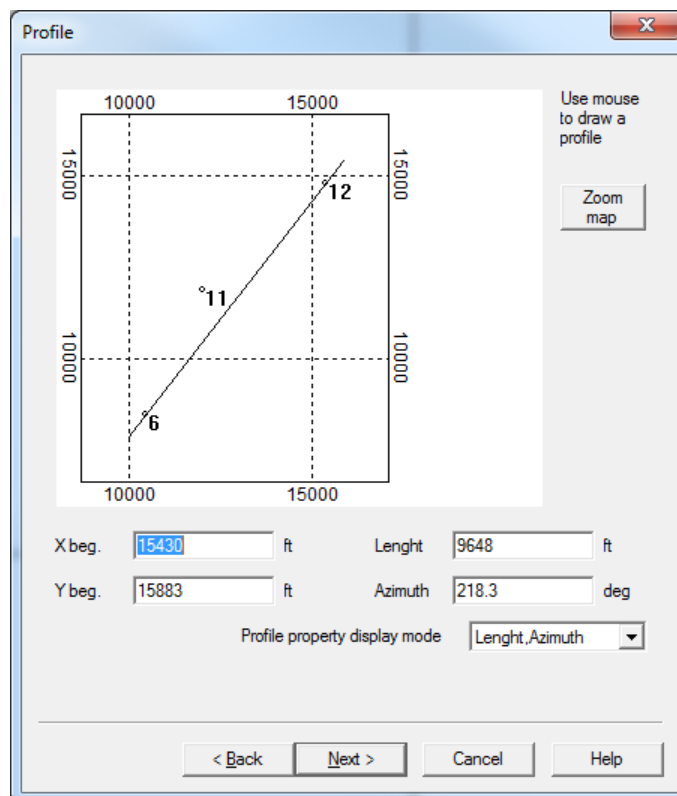 Profile
10000 15000
15000 15000
12
11
10000 10000
6
10000 15000
Use mouse
to draw a
profile
Zoom
map
X beg. 15430 ft Lenght 9648 ft
Y beg. 15883 ft Azimuth 218.3 deg
Profile property display mode Lenght,Azimuth
< Back Next > Cancel Help